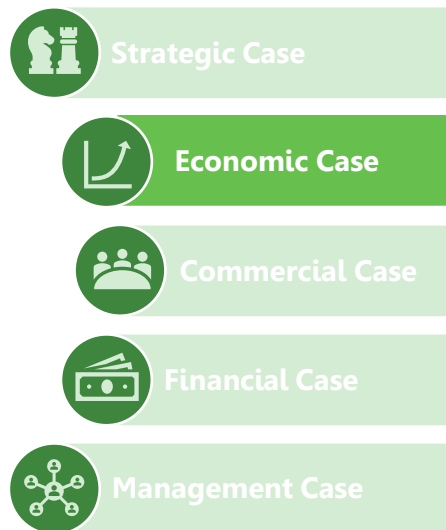 Strategic Case
Economic Case
Commercial Case
Financial Case
Management Case